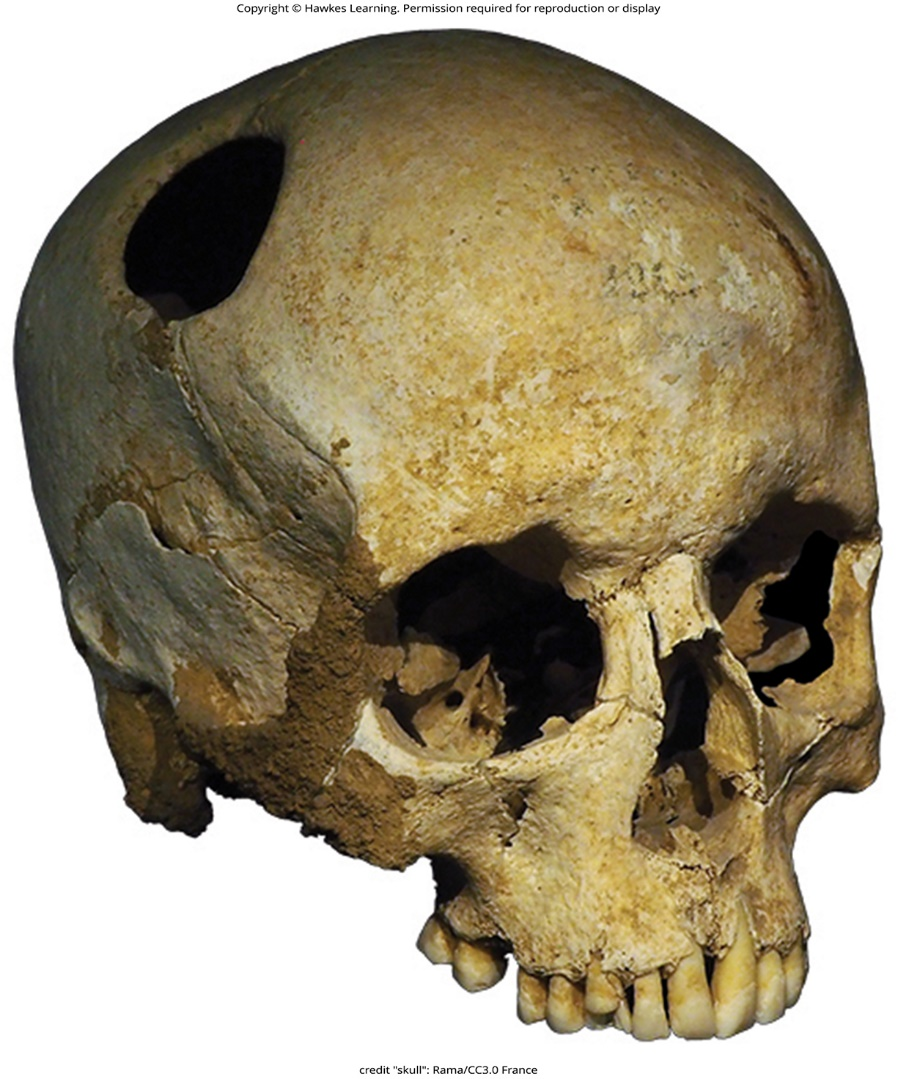 Copyright © Hawkes Learning. Permission required for reproduction or display
credit "skull": Rama/CC3.0 France